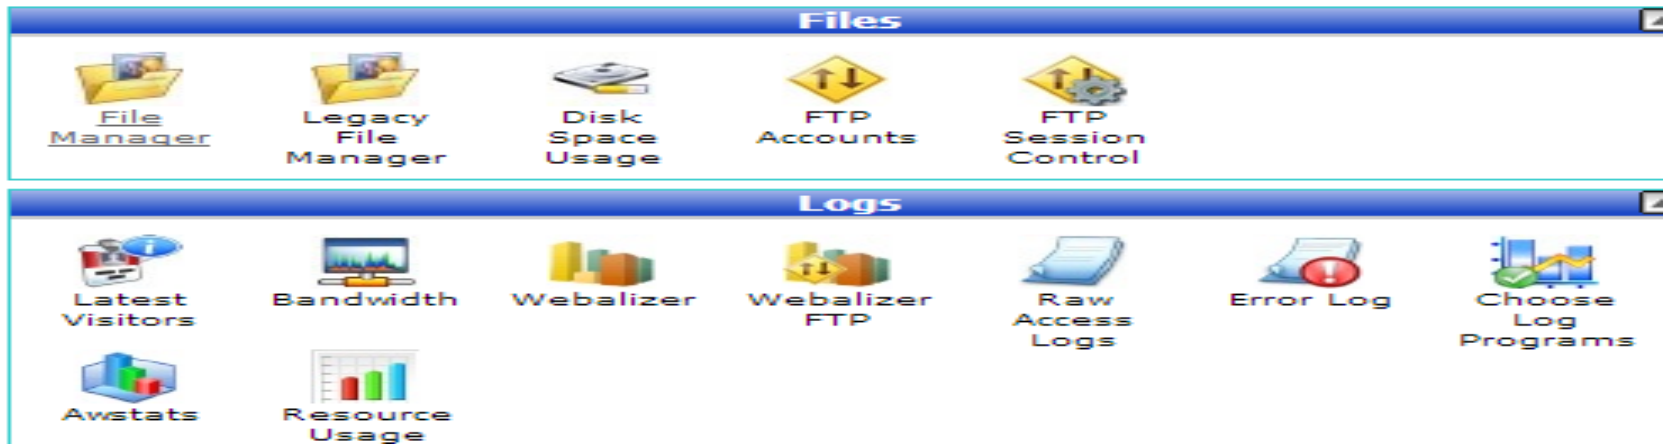 Files
File
Manager
Legacy
File
Manager
Disk
Space
Usage
FTP
Accounts
FTP
Session
Control
Logs
Latest
Visitors
Bandwidth
Webalizer
Webalizer
FTP
Raw
Access
Logs
Error Log
Choose
Log
Programs
Awstats
Resource
Usage